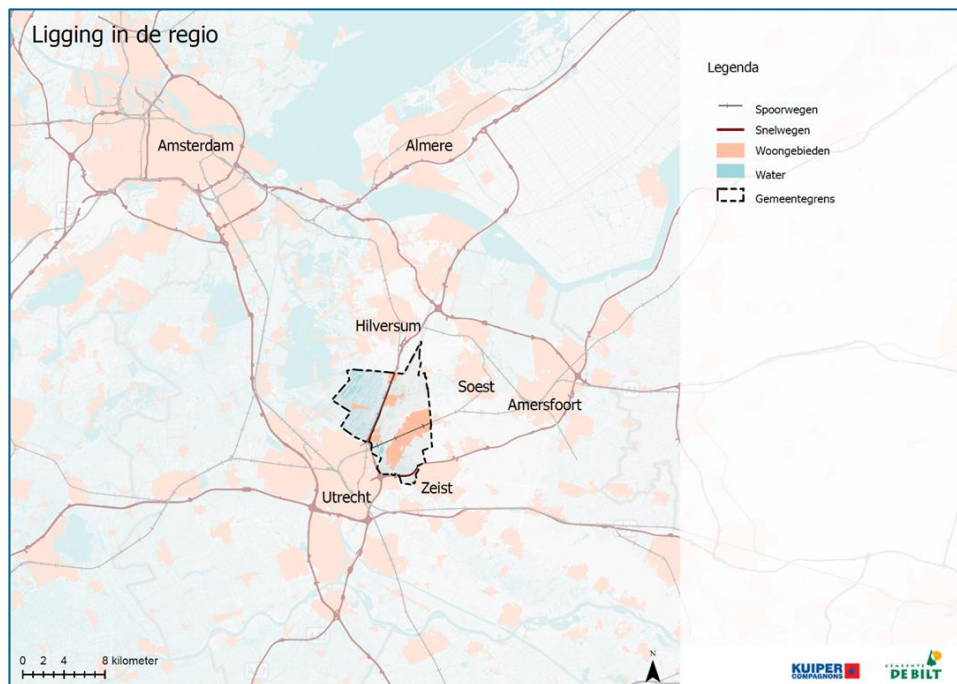 Ligging in de regio
Legenda
Spoorwegen
Snelwegen
Woongebieden
Water
Gemeentegrens
Amsterdam
Almere
Hilversum
Soest
Amersfoort
Utrecht
Zeist
0 2 4 8 kilometer
N
KUIPER
COMPAGNONS
GEMEENTE
DE BILT